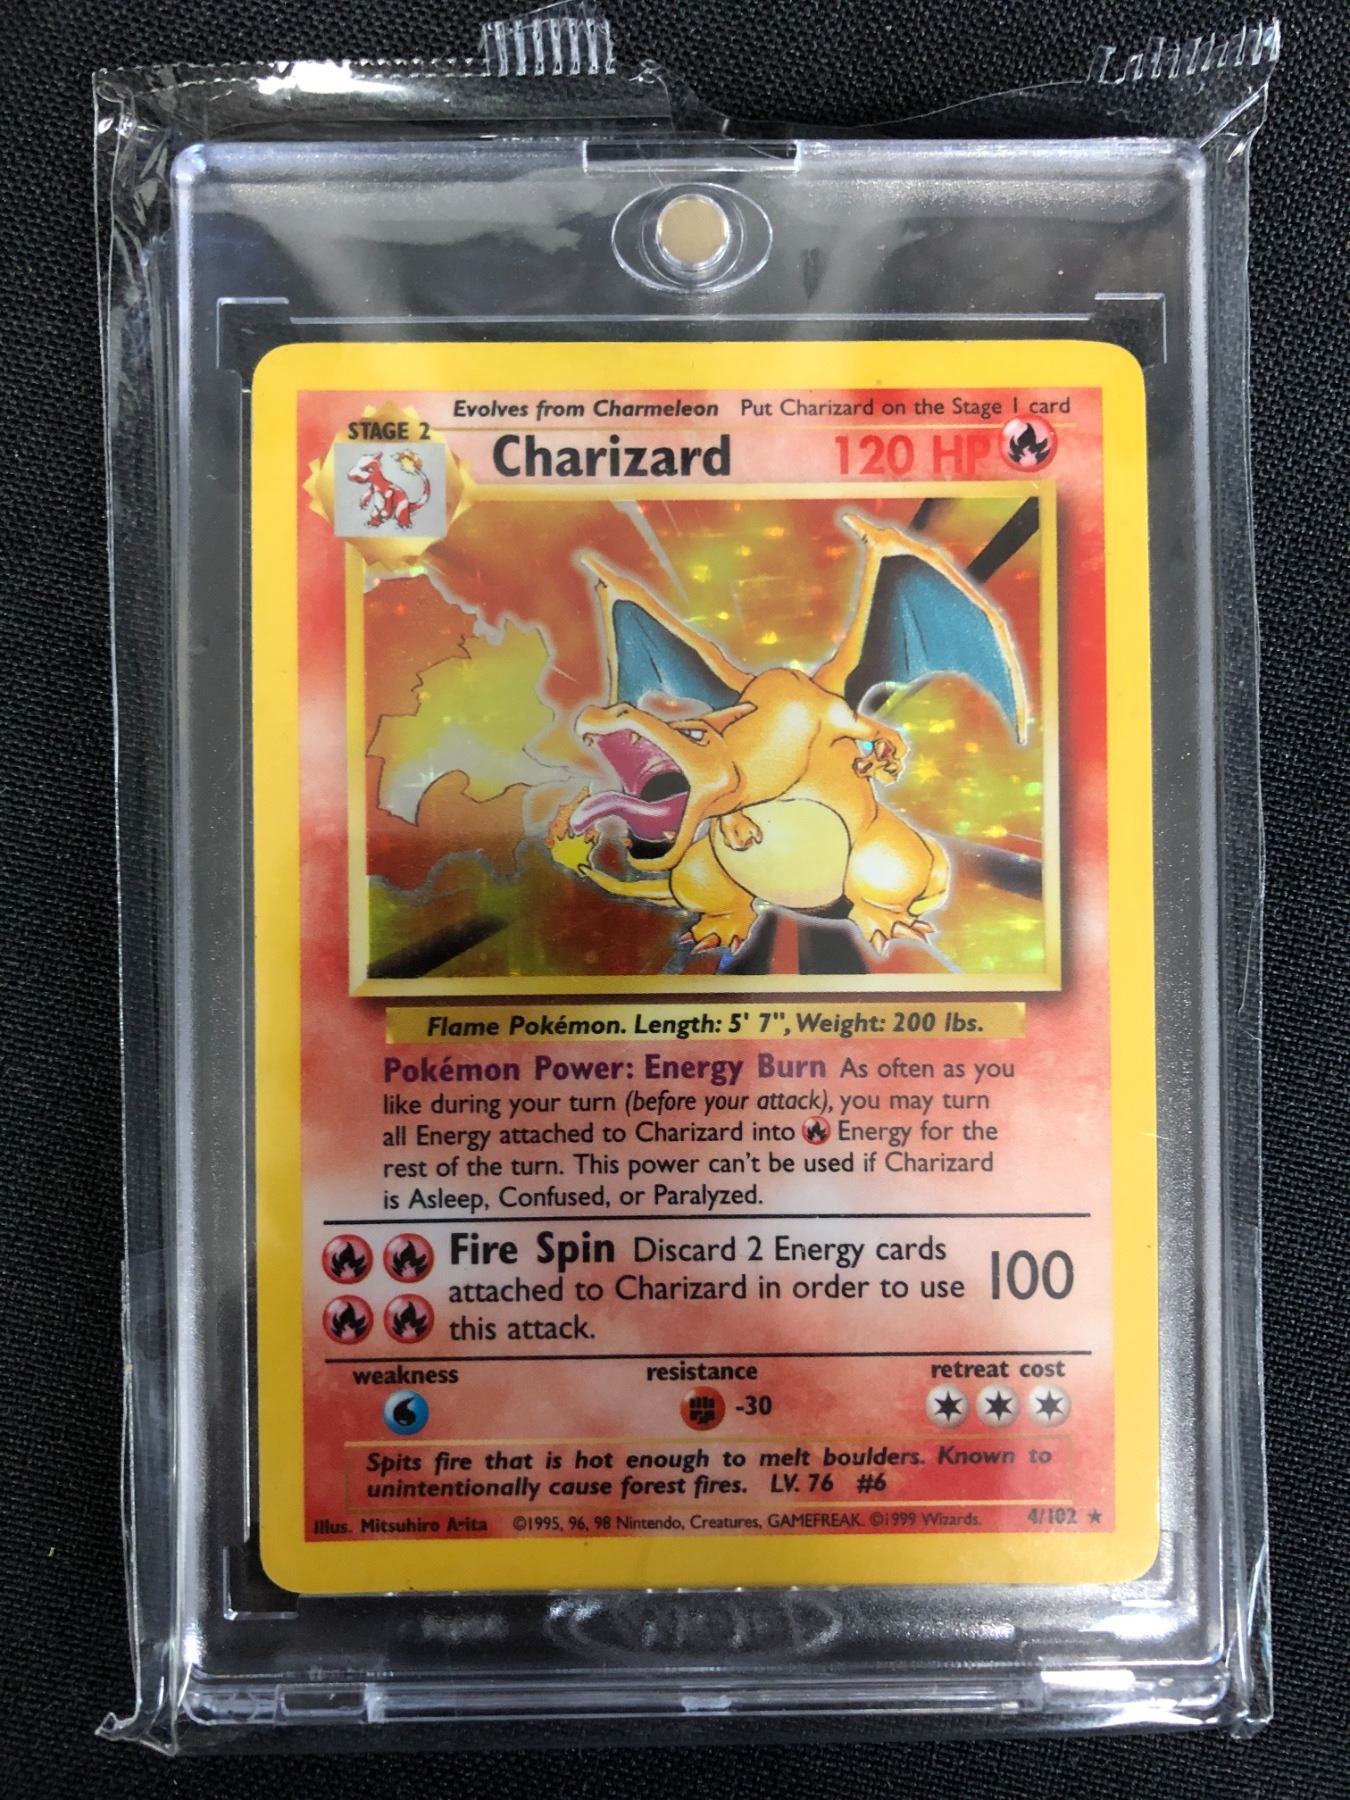 Evolves from Charmeleon Put Charizard on the Stage 1 card
STAGE 2
Charizard 120 HP
Flame Pokémon. Length: 5' 7", Weight: 200 lbs.
Pokémon Power: Energy Burn As often as you
like during your turn (before your attack), you may turn
all Energy attached to Charizard into Energy for the
rest of the turn. This power can't be used if Charizard
is Asleep, Confused, or Paralyzed.
Fire Spin Discard 2 Energy cards
attached to Charizard in order to use 100
this attack.
weakness resistance retreat cost
-30
Spits fire that is hot enough to melt boulders. Known to
unintentionally cause forest fires. LV. 76 #6
Illus. Mitsuhiro Arita ©1995, 96, 98 Nintendo, Creatures, GAMEFREAK. ©1999 Wizards. 4/102 ★